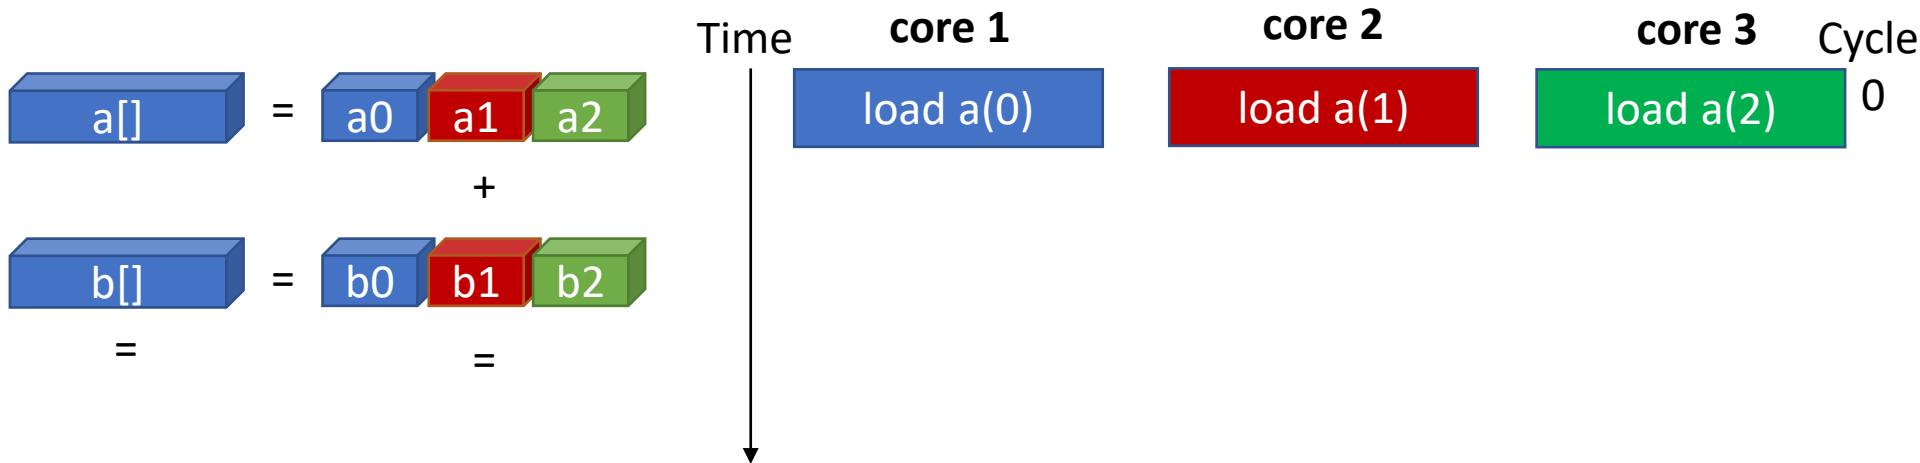 Time core 1 core 2 core 3 Cycle
a[] = a0 a1 a2 load a(0) load a(1) load a(2) 0
+
b[] = b0 b1 b2
= =